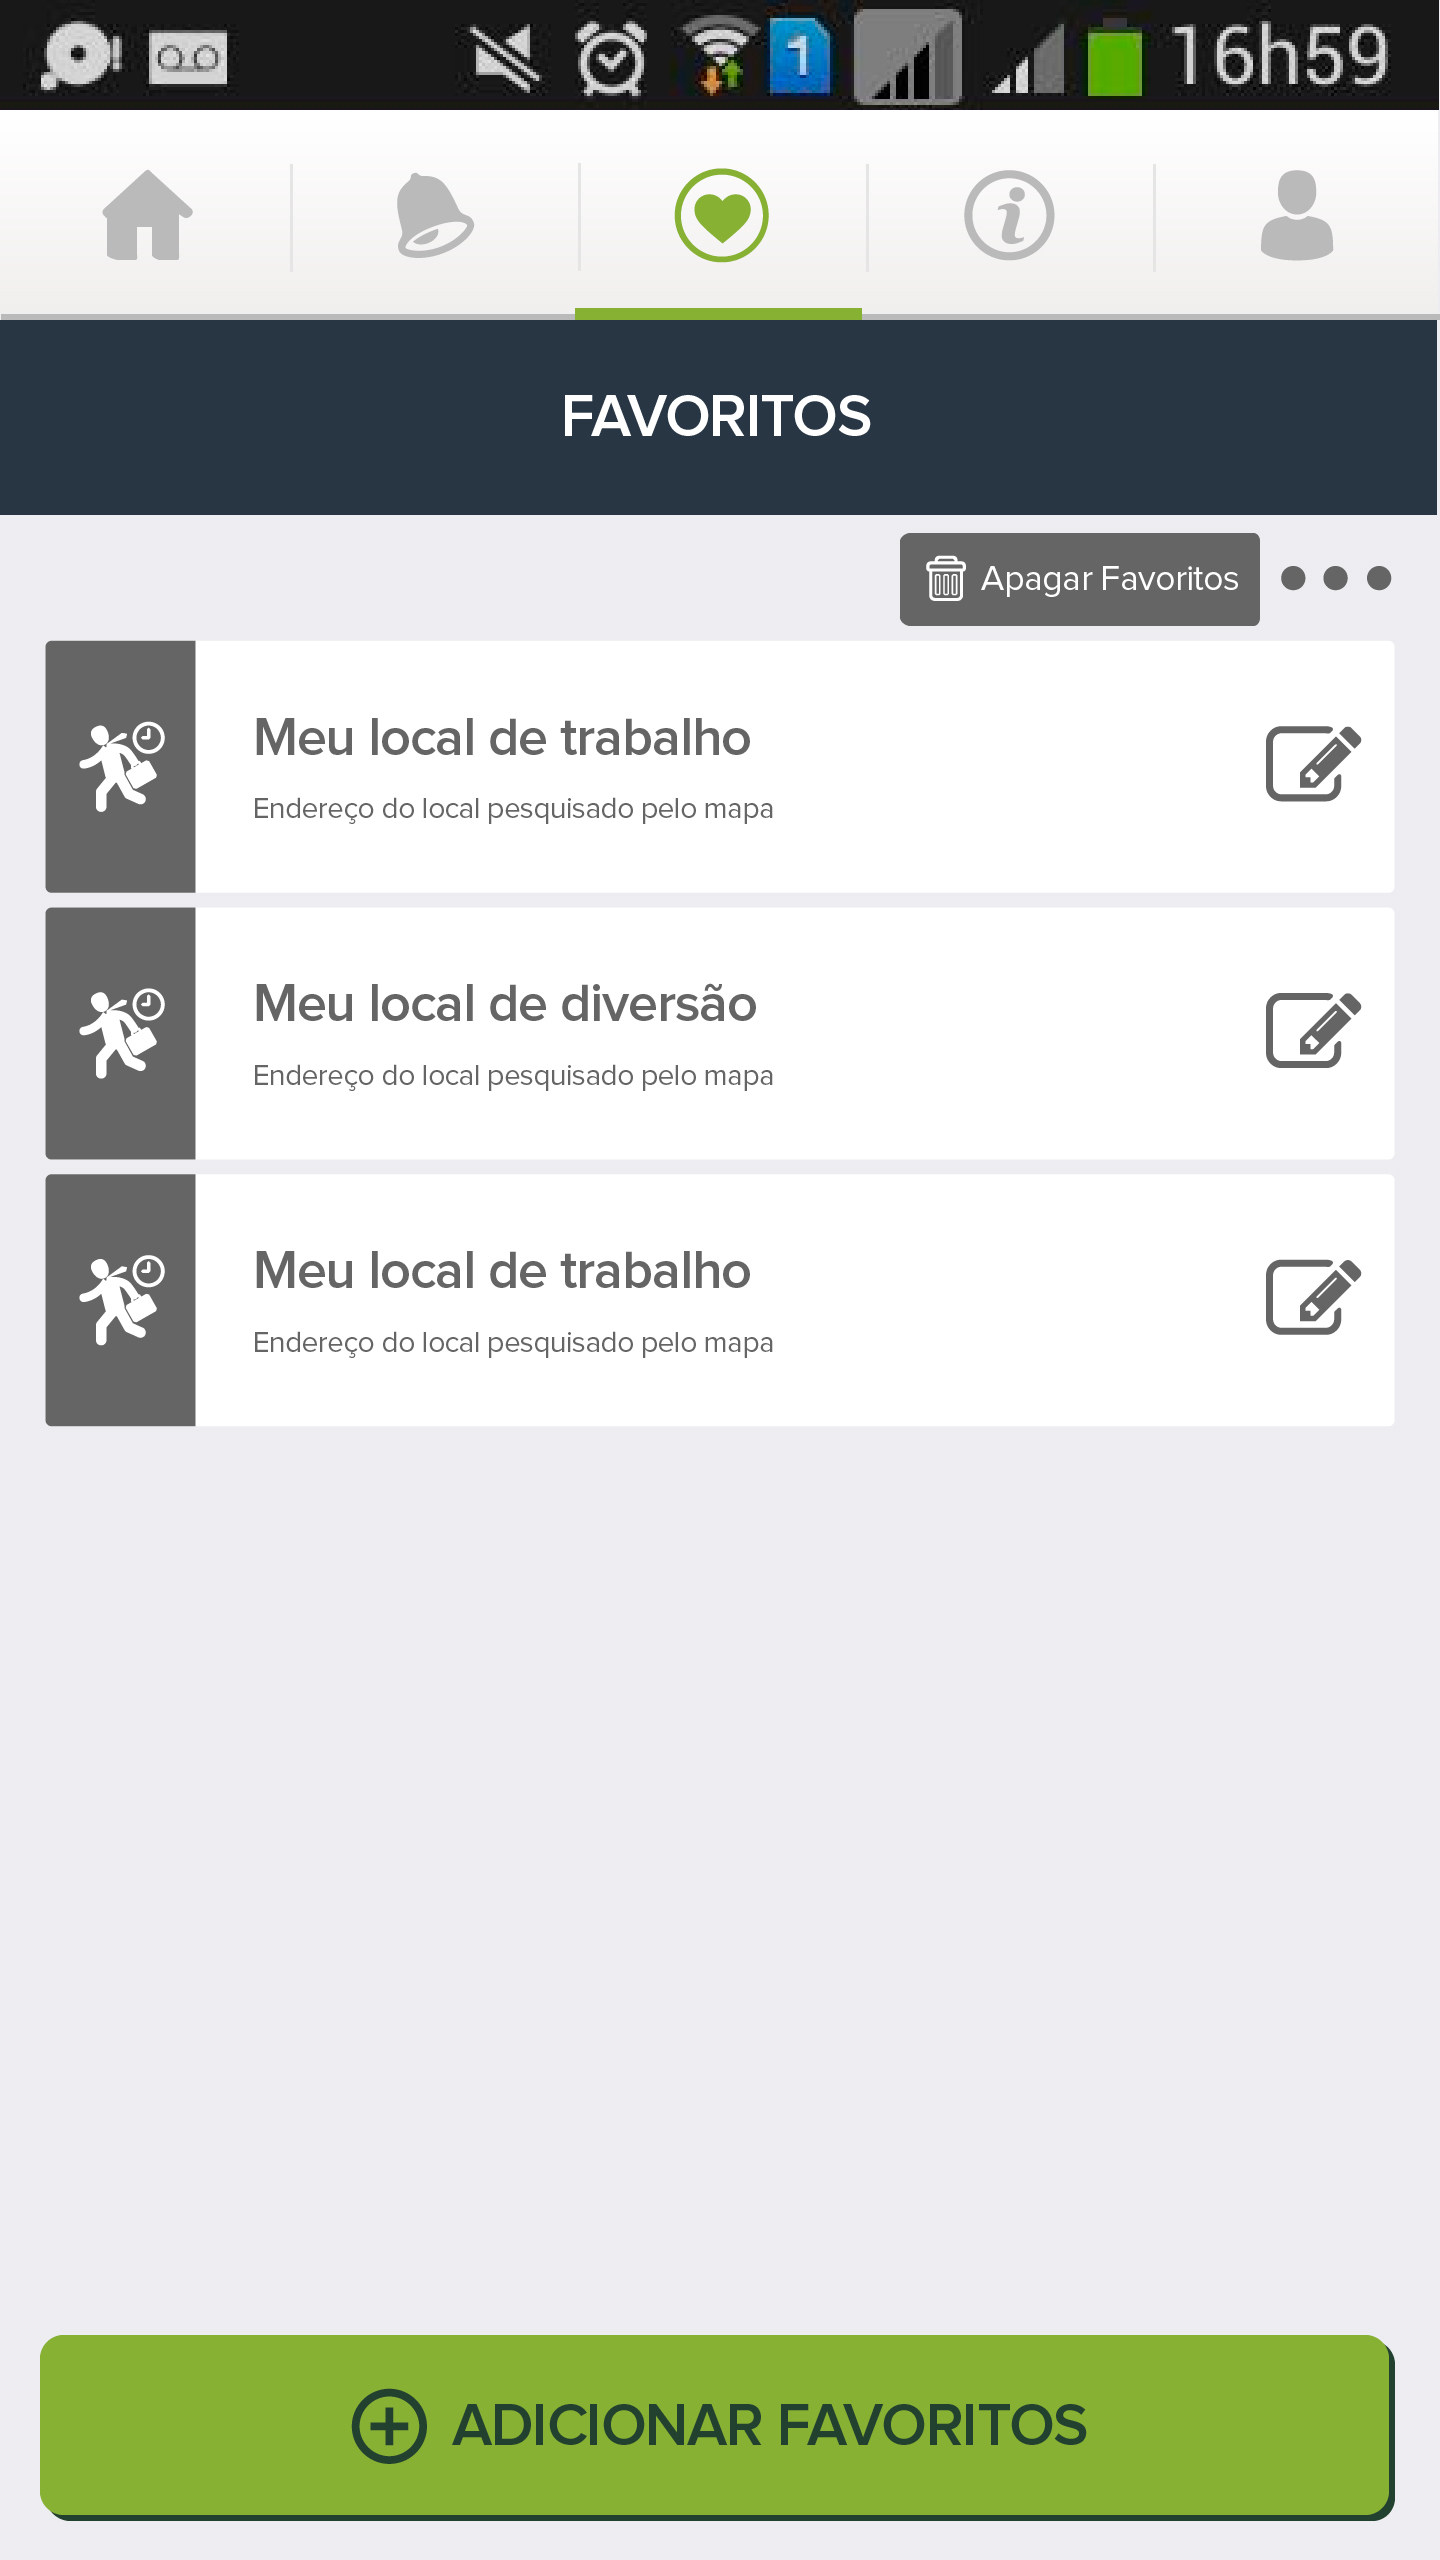 1
16h59
FAVORITOS
Apagar Favoritos
Meu local de trabalho
Endereço do local pesquisado pelo mapa
Meu local de diversão
Endereço do local pesquisado pelo mapa
Meu local de trabalho
Endereço do local pesquisado pelo mapa
ADICIONAR FAVORITOS